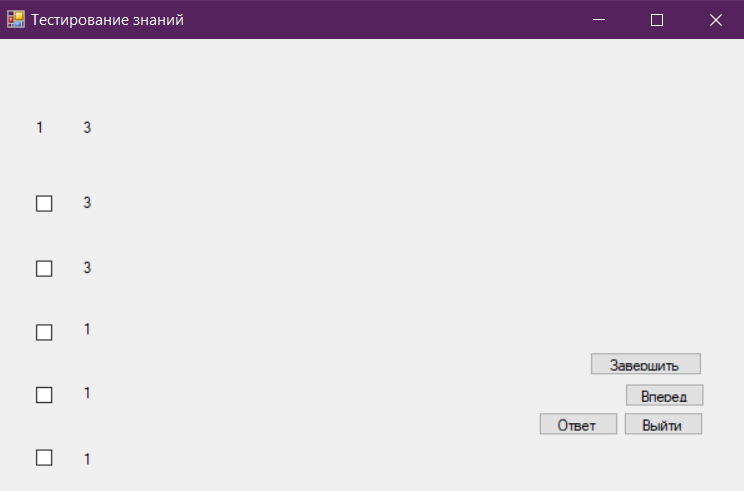 Тестирование знаний
1 3
3
3
1
Завершить
1
Вперед
Ответ Выйти
1